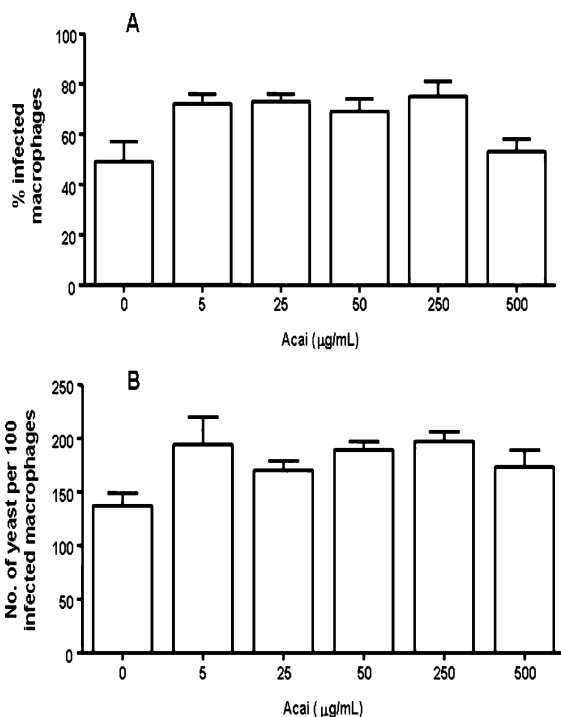 A
% infected
macrophages
100
80
60
40
20
0
0 5 25 50 250 500
Acai (μg/mL)
B
No. of yeast per 100
infected macrophages
250
200
150
100
50
0
0 5 25 50 250 500
Acai (μg/mL)